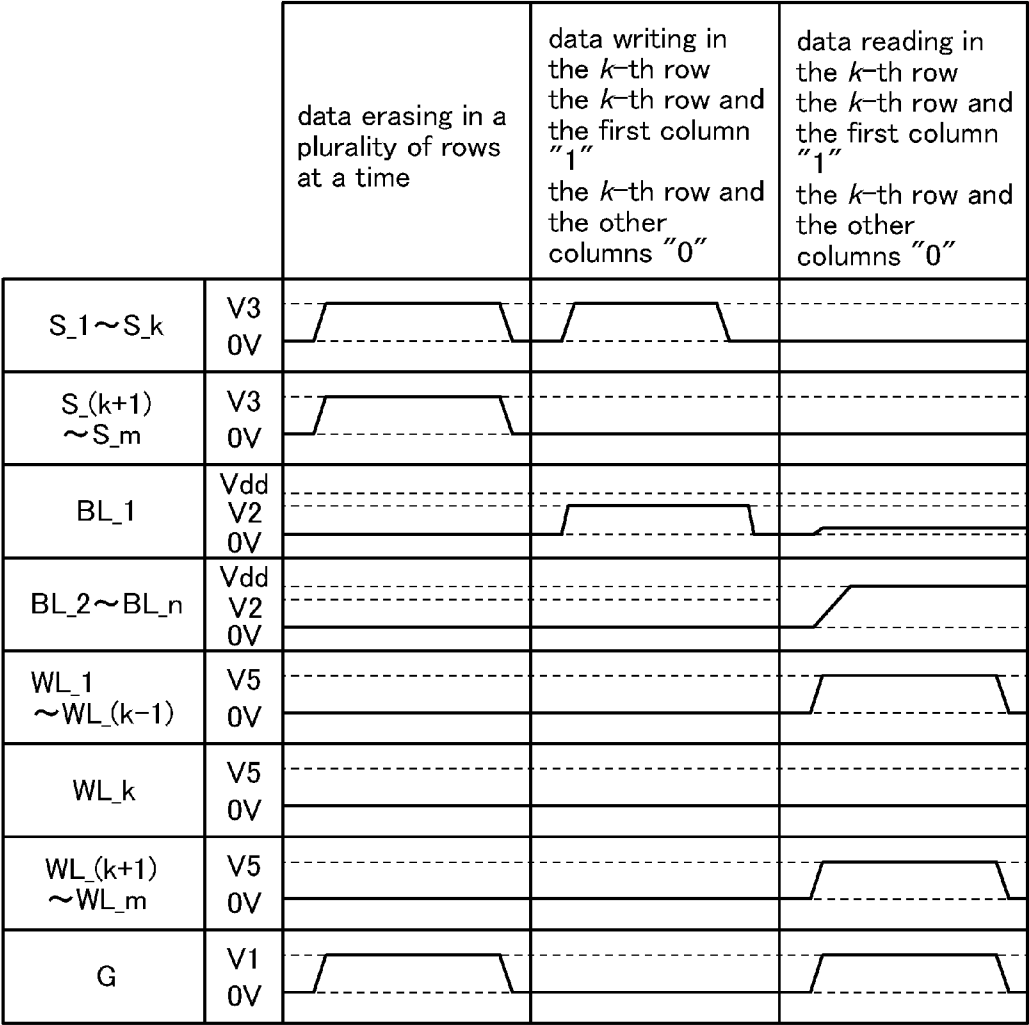 data erasing in a
plurality of rows
at a time
data writing in
the k-th row
the k-th row and
the first column
"1"
the k-th row and
the other
columns "0"
data reading in
the k-th row
the k-th row and
the first column
"1"
the k-th row and
the other
columns "0"
S_1～S_k
V3
0V
S_(k+1)
～S_m
V3
0V
BL_1
Vdd
V2
0V
BL_2～BL_n
Vdd
V2
0V
WL_1
～WL_(k-1)
V5
0V
WL_k
V5
0V
WL_(k+1)
～WL_m
V5
0V
G
V1
0V